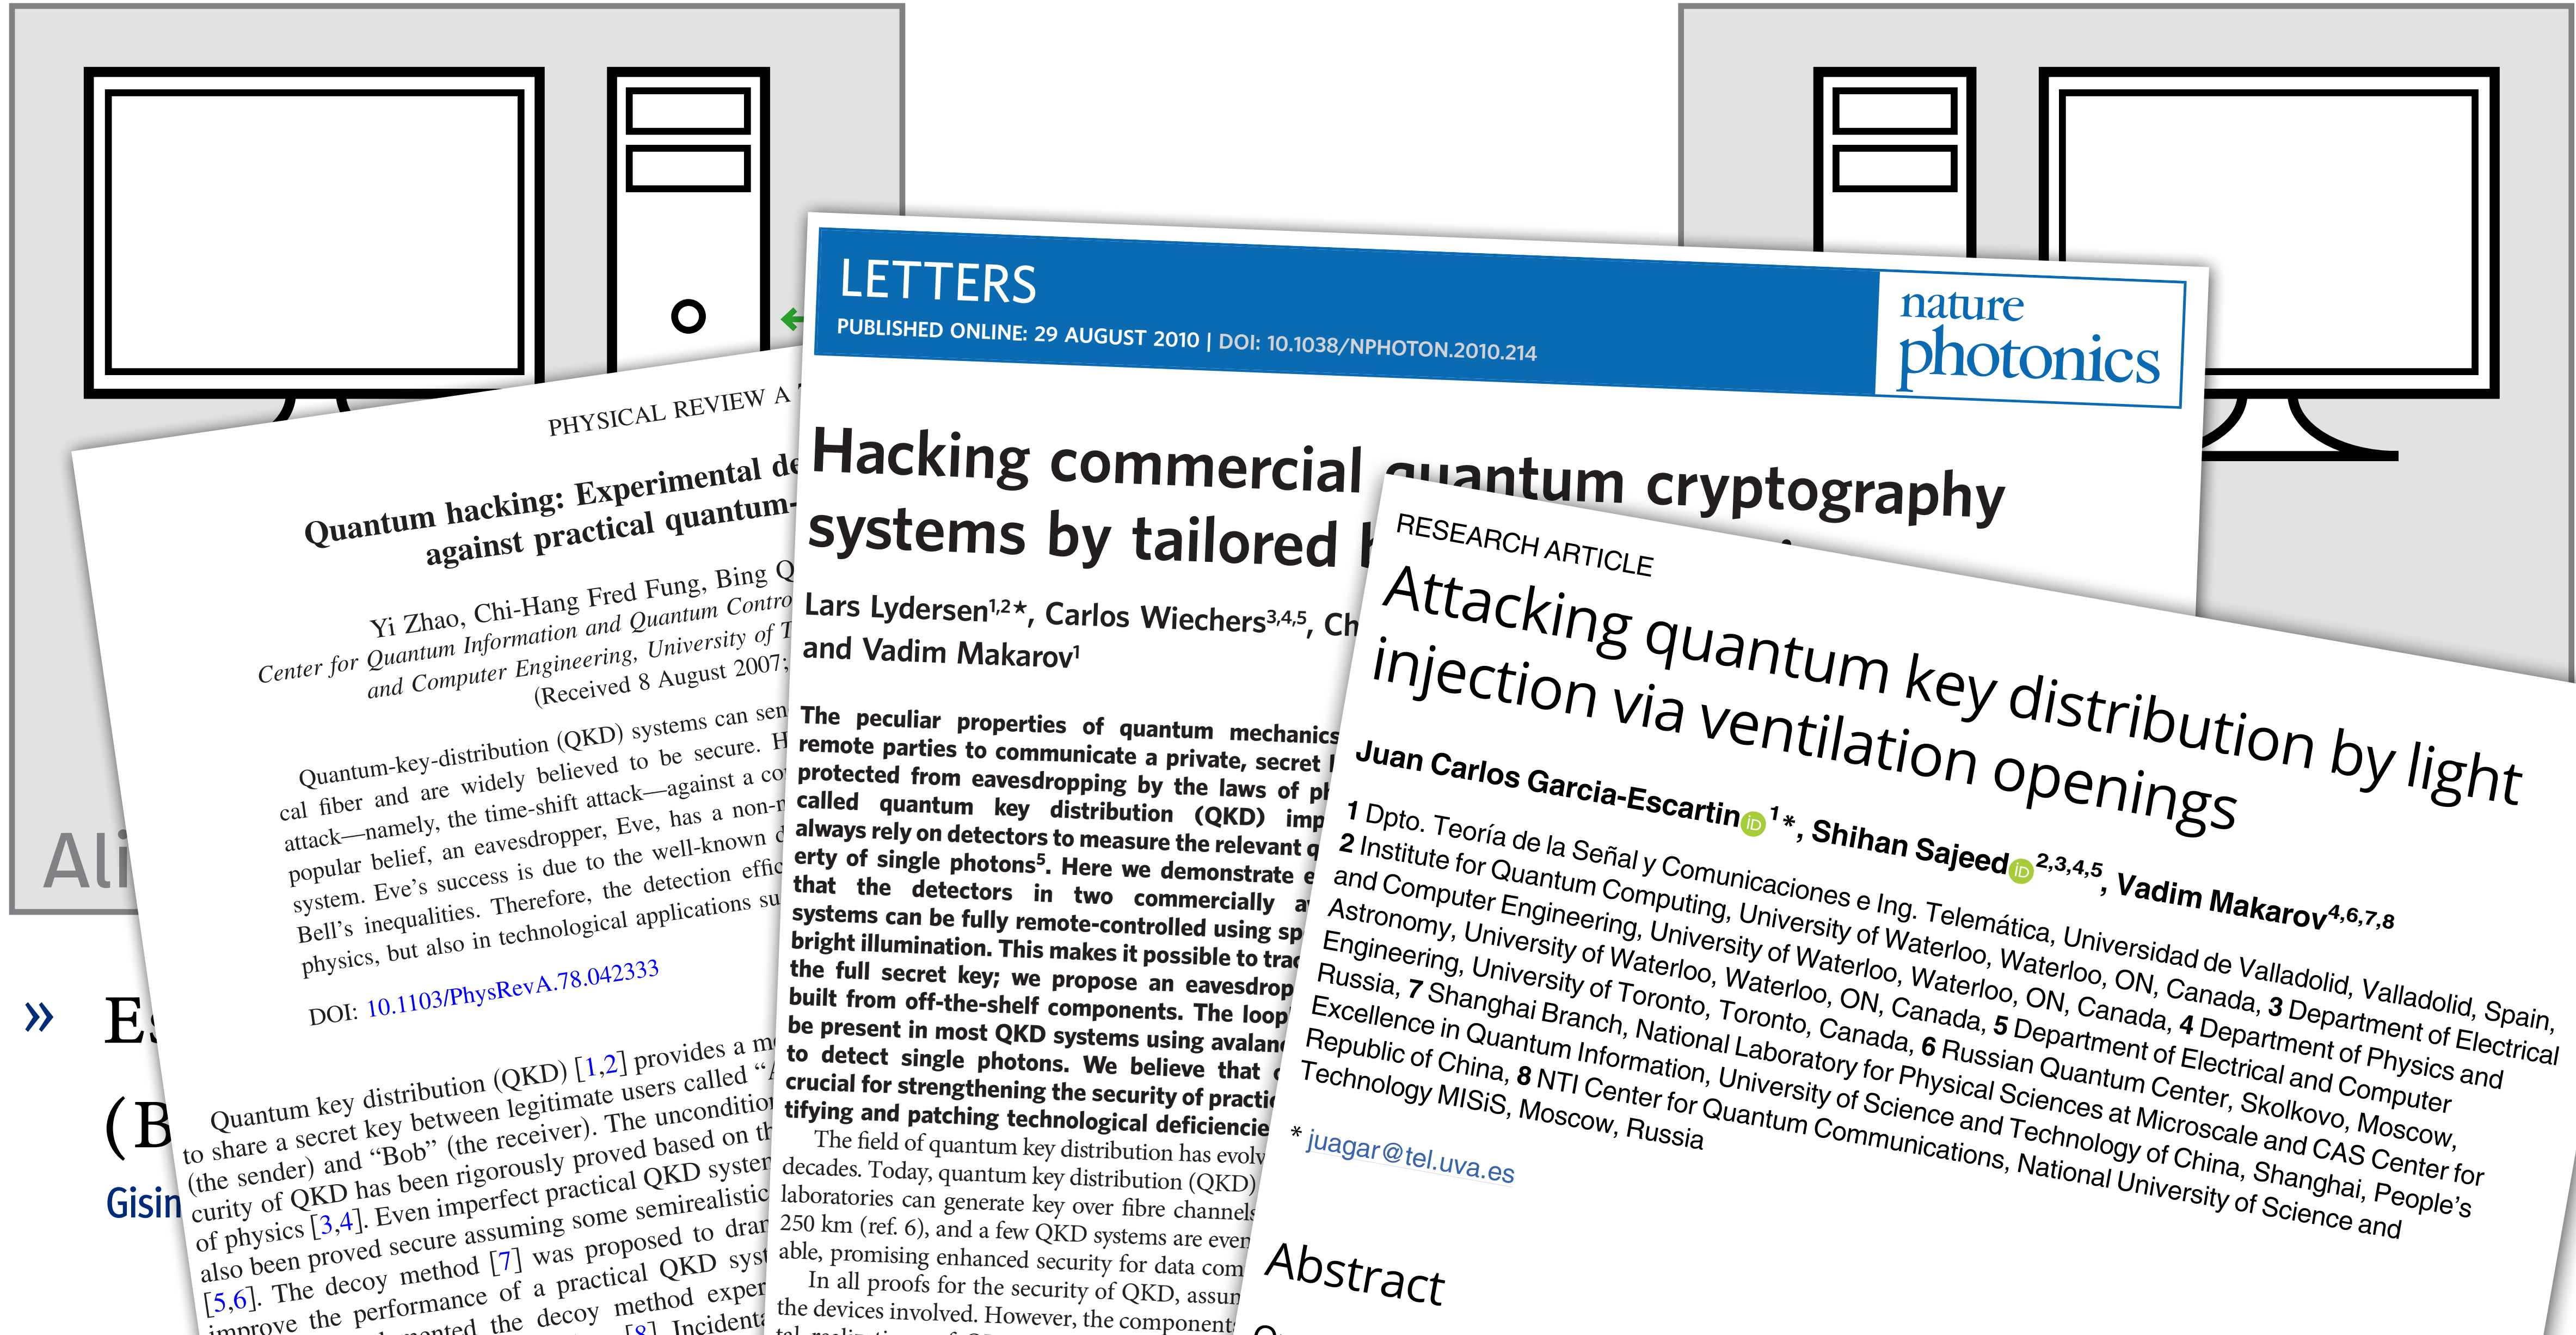 Ali
»
Es
(B
Gisin
PHYSICAL REVIEW A
Quantum hacking: Experimental de
against practical quantum-
Yi Zhao, Chi-Hang Fred Fung, Bing Q
Center for Quantum Information and Quantum Contro
and Computer Engineering, University of T
(Received 8 August 2007;
Quantum-key-distribution (QKD) systems can sen
cal fiber and are widely believed to be secure. H
attack—namely, the time-shift attack—against a co
popular belief, an eavesdropper, Eve, has a non-n
system. Eve's success is due to the well-known d
Bell's inequalities. Therefore, the detection effic
physics, but also in technological applications su
DOI: 10.1103/PhysRevA.78.042333
Quantum key distribution (QKD) [1,2] provides a me
to share a secret key between legitimate users called “A
(the sender) and “Bob” (the receiver). The uncondition
curity of QKD has been rigorously proved based on th
of physics [3,4]. Even imperfect practical QKD system
also been proved secure assuming some semirealistic
[5,6]. The decoy method [7] was proposed to dran
improve the performance of a practical QKD syst
mented the decoy method exper
[8]. Incidenta
LETTERS
PUBLISHED ONLINE: 29 AUGUST 2010 | DOI: 10.1038/NPHOTON.2010.214
nature
photonics
Hacking commercial quantum cryptography
systems by tailored
Lars Lydersen1,2★, Carlos Wiechers3,4,5, Ch
and Vadim Makarov1
The peculiar properties of quantum mechanics
remote parties to communicate a private, secret
protected from eavesdropping by the laws of ph
called quantum key distribution (QKD) imp
always rely on detectors to measure the relevant q
erty of single photons5. Here we demonstrate e
that the detectors in two commercially av
systems can be fully remote-controlled using sp
bright illumination. This makes it possible to trac
the full secret key; we propose an eavesdrop
built from off-the-shelf components. The loop
be present in most QKD systems using avalanc
to detect single photons. We believe that
crucial for strengthening the security of practic
tifying and patching technological deficiencie
The field of quantum key distribution has evolv
decades. Today, quantum key distribution (QKD)
laboratories can generate key over fibre channels
250 km (ref. 6), and a few QKD systems are even
able, promising enhanced security for data com
In all proofs for the security of QKD, assum
the devices involved. However, the components
RESEARCH ARTICLE
Attacking quantum key distribution by light
injection via ventilation openings
Juan Carlos Garcia-Escartin iD 1*, Shihan Sajeed iD 2,3,4,5, Vadim Makarov4,6,7,8
1 Dpto. Teoría de la Señal y Comunicaciones e Ing. Telemática, Universidad de Valladolid, Valladolid, Spain,
2 Institute for Quantum Computing, University of Waterloo, Waterloo, ON, Canada, 3 Department of Electrical
and Computer Engineering, University of Waterloo, Waterloo, ON, Canada, 4 Department of Physics and
Astronomy, University of Waterloo, Waterloo, ON, Canada, 5 Department of Electrical and Computer
Engineering, University of Toronto, Toronto, Canada, 6 Russian Quantum Center, Skolkovo, Moscow,
Russia, 7 Shanghai Branch, National Laboratory for Physical Sciences at Microscale and CAS Center for
Excellence in Quantum Information, University of Science and Technology of China, Shanghai, People's
Republic of China, 8 NTI Center for Quantum Communications, National University of Science and
Technology MISiS, Moscow, Russia
* juagar@tel.uva.es
Abstract